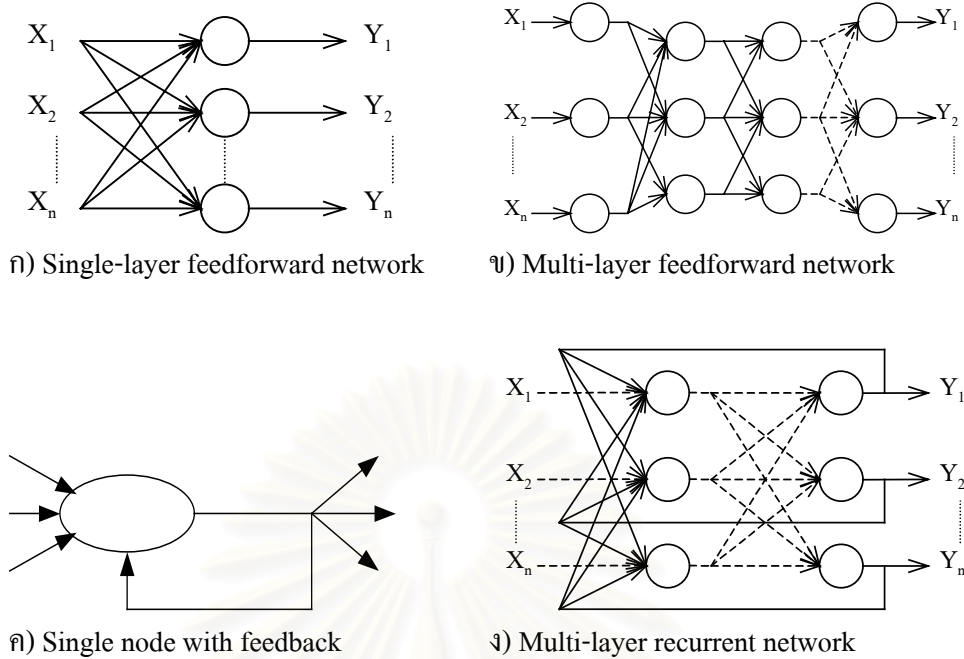 X1
Y1
X2
Y2
Xn
Yn
ก) Single-layer feedforward network
X1
Y1
X2
Y2
Xn
Yn
ข) Multi-layer feedforward network
ค) Single node with feedback
X1
Y1
X2
Y2
Xn
Yn
ง) Multi-layer recurrent network